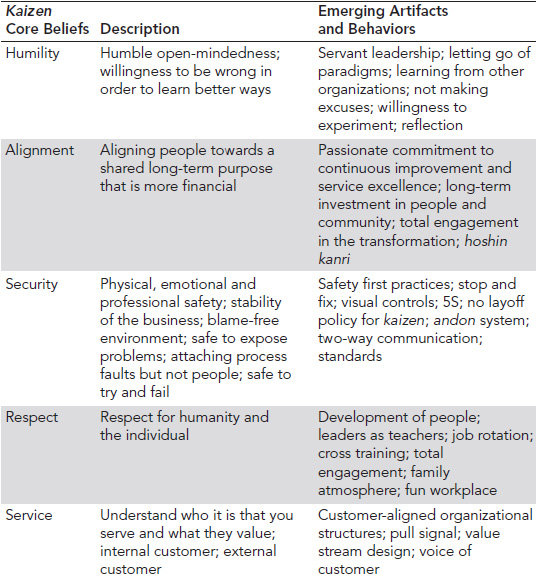 Kaizen
Core Beliefs Description
Emerging Artifacts
and Behaviors
Humility
Humble open-mindedness;
willingness to be wrong in
order to learn better ways
Servant leadership; letting go of
paradigms; learning from other
organizations; not making
excuses; willingness to
experiment; reflection
Alignment
Aligning people towards a
shared long-term purpose
that is more financial
Passionate commitment to
continuous improvement and
service excellence; long-term
investment in people and
community; total engagement
in the transformation; hoshin
kanri
Security
Physical, emotional and
professional safety; stability
of the business; blame-free
environment; safe to expose
problems; attaching process
faults but not people; safe to
try and fail
Safety first practices; stop and
fix; visual controls; 5S; no layoff
policy for kaizen; andon system;
two-way communication;
standards
Respect
Respect for humanity and
the individual
Development of people;
leaders as teachers; job rotation;
cross training; total
engagement; family
atmosphere; fun workplace
Service
Understand who it is that you
serve and what they value;
internal customer; external
customer
Customer-aligned organizational
structures; pull signal; value
stream design; voice of
customer